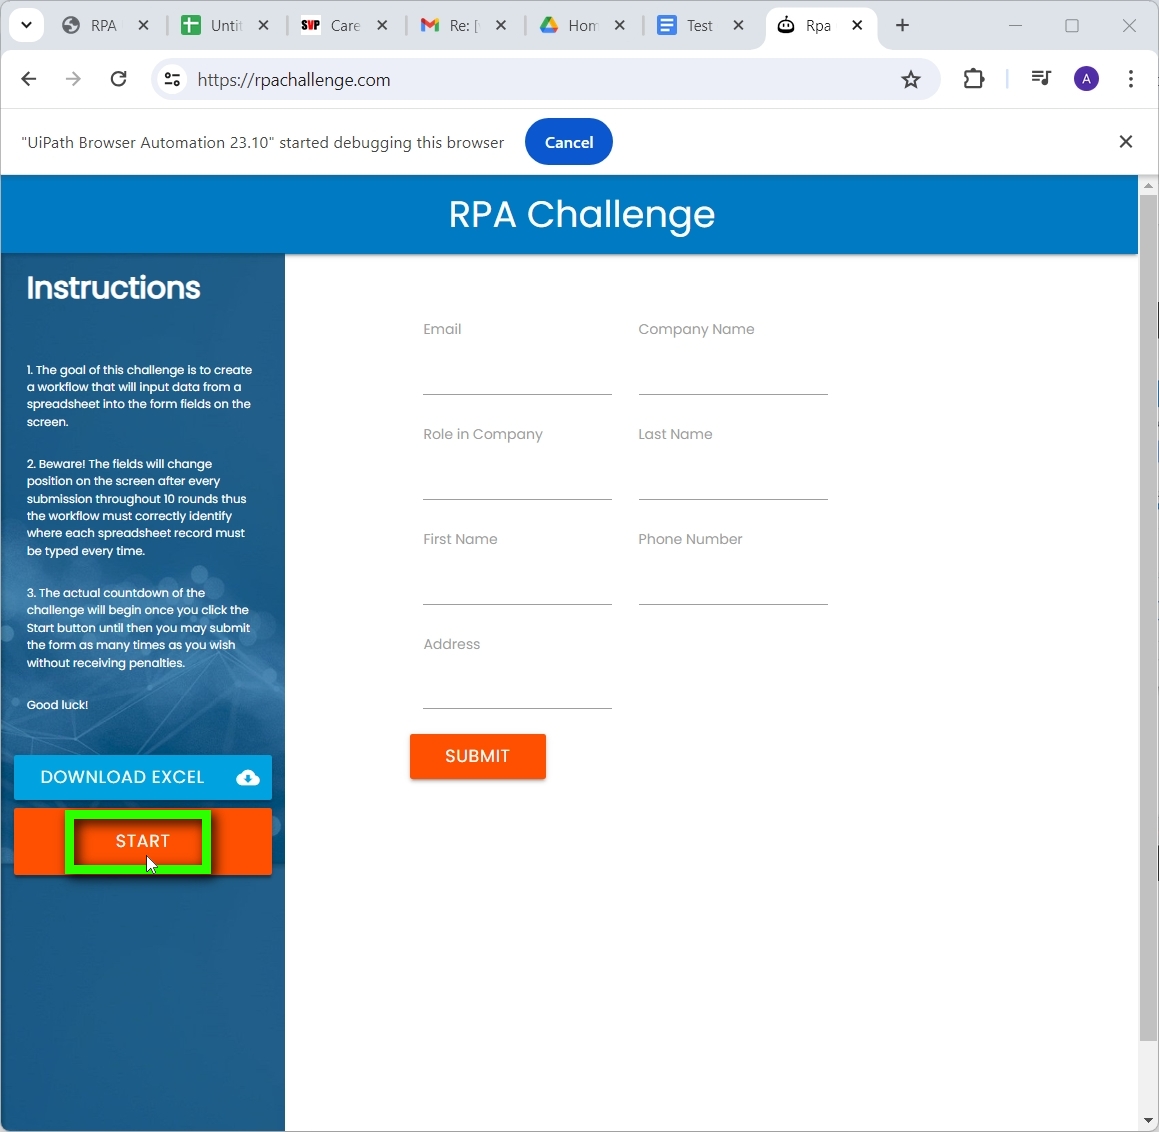 RPA
Untit
SVP Care
Re: [
Hom
Test
Rpa
https://rpachallenge.com
A
"UiPath Browser Automation 23.10" started debugging this browser
Cancel
RPA Challenge
Instructions
1. The goal of this challenge is to create
a workflow that will input data from a
spreadsheet into the form fields on the
screen.
2. Beware! The fields will change
position on the screen after every
submission throughout 10 rounds thus
the workflow must correctly identify
where each spreadsheet record must
be typed every time.
3. The actual countdown of the
challenge will begin once you click the
Start button until then you may submit
the form as many times as you wish
without receiving penalties.
Good luck!
DOWNLOAD EXCEL
START
Email
Company Name
Role in Company
Last Name
First Name
Phone Number
Address
SUBMIT